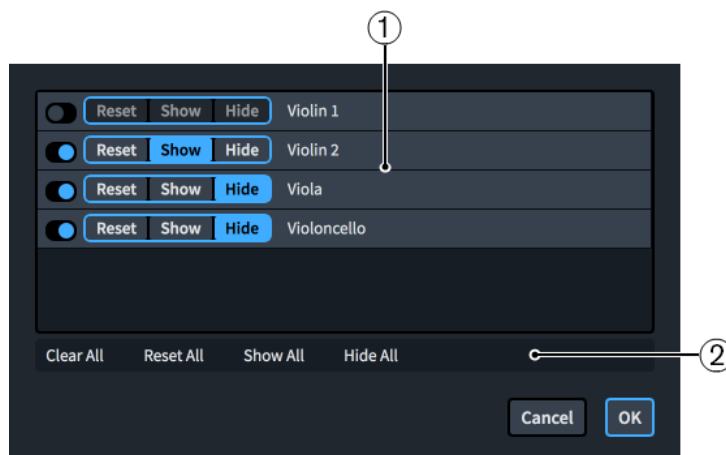 1
Reset Show Hide Violin 1
Reset Show Hide Violin 2
Reset Show Hide Viola
Reset Show Hide Violoncello
Clear All Reset All Show All Hide All 2
Cancel OK